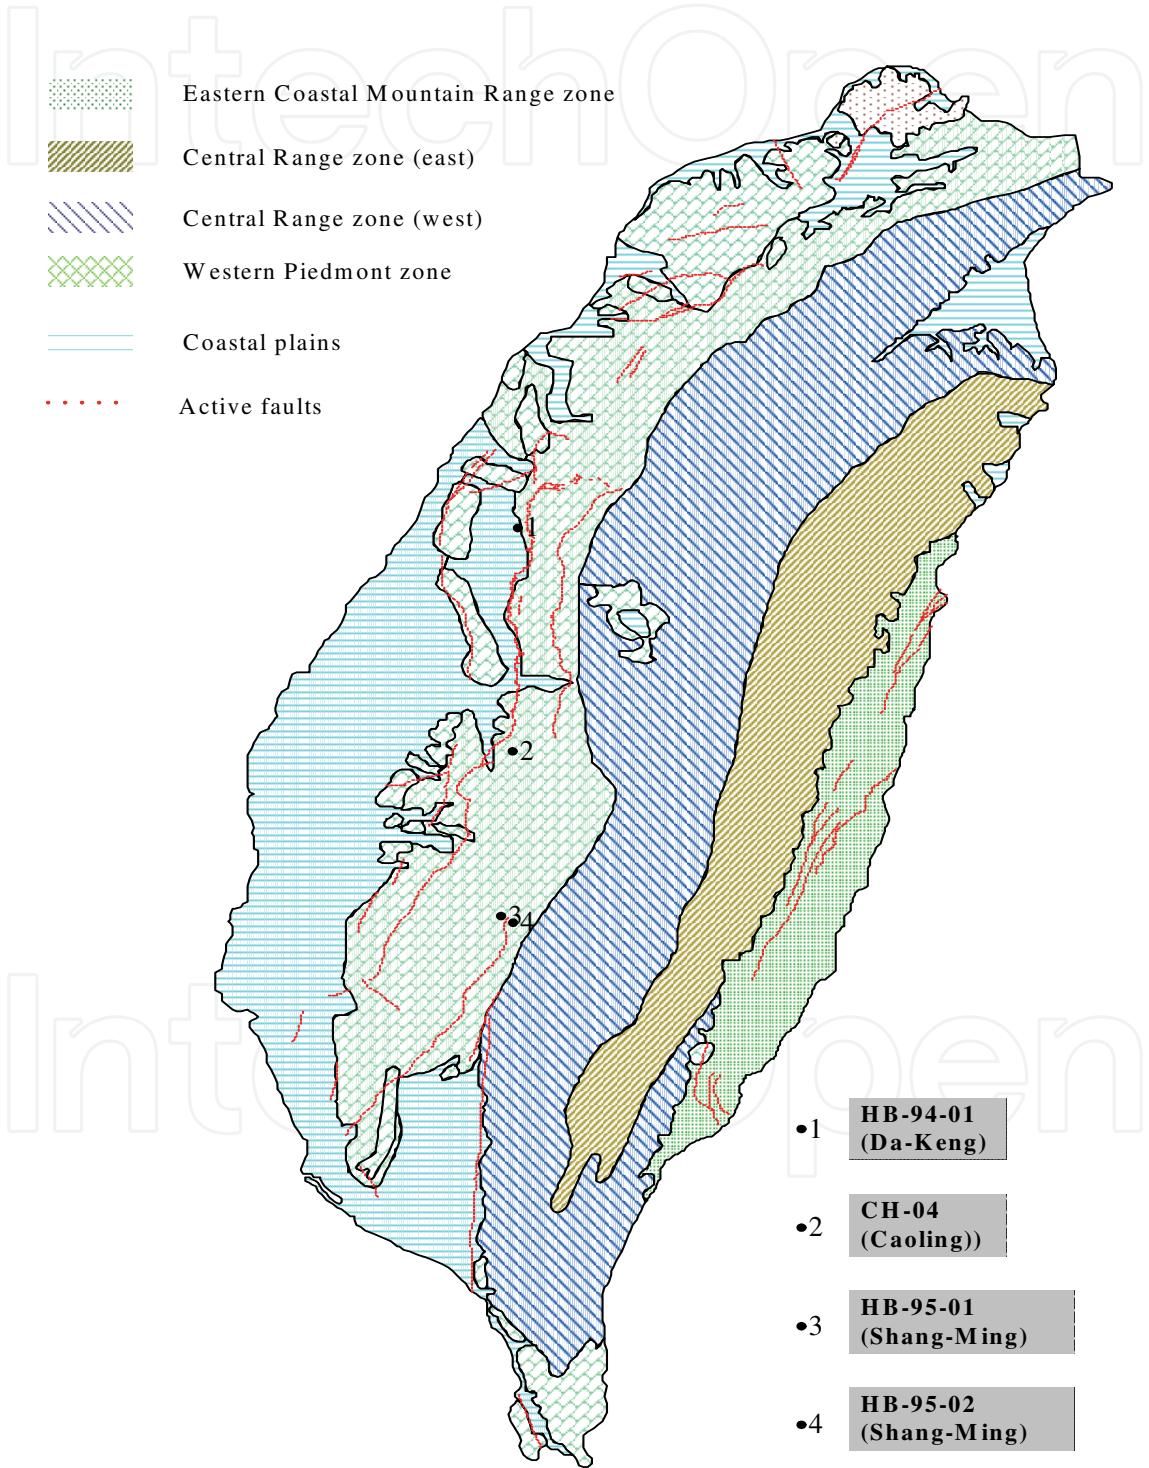 IntechOpen
Eastern Coastal Mountain Range zone
Central Range zone (east)
Central Range zone (west)
Western Piedmont zone
Coastal plains
Active faults
1
2
3
4
IntechOpen
1 HB-94-01
(Da-Keng)
2 CH-04
(Caoling))
3 HB-95-01
(Shang-Ming)
4 HB-95-02
(Shang-Ming)